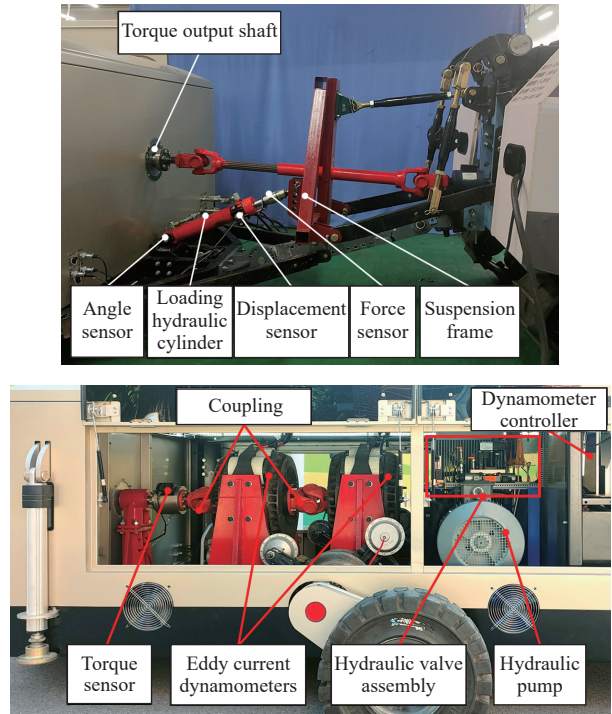 Torque output shaft
Angle
sensor
Loading
hydraulic
cylinder
Displacement
sensor
Force
sensor
Suspension
frame
Coupling
Dynamometer
controller
Torque
sensor
Eddy current
dynamometers
Hydraulic valve
assembly
Hydraulic
pump